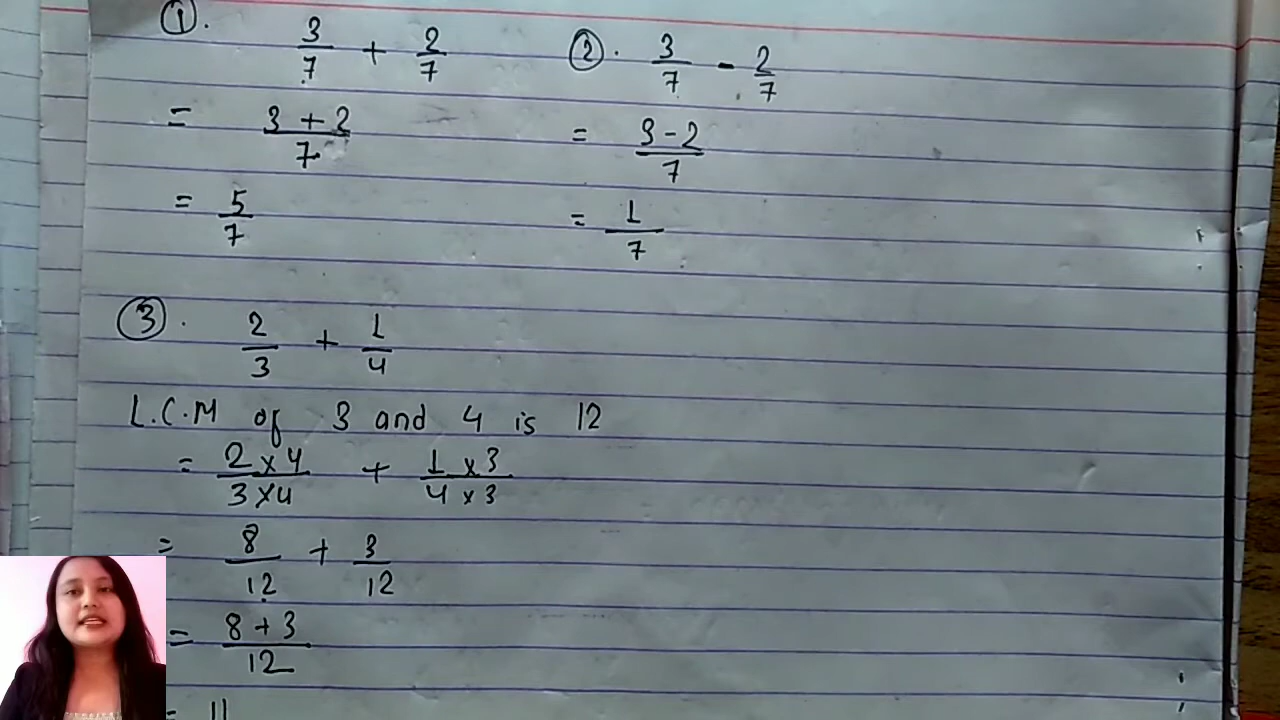 ①. 3/7 + 2/7
= (3 + 2)/7
= 5/7
②. 3/7 - 2/7
= (3 - 2)/7
= 1/7
③. 2/3 + 1/4
L.C.M of 3 and 4 is 12
= (2 x 4)/(3 x 4) + (1 x 3)/(4 x 3)
= 8/12 + 3/12
= (8 + 3)/12
= 11